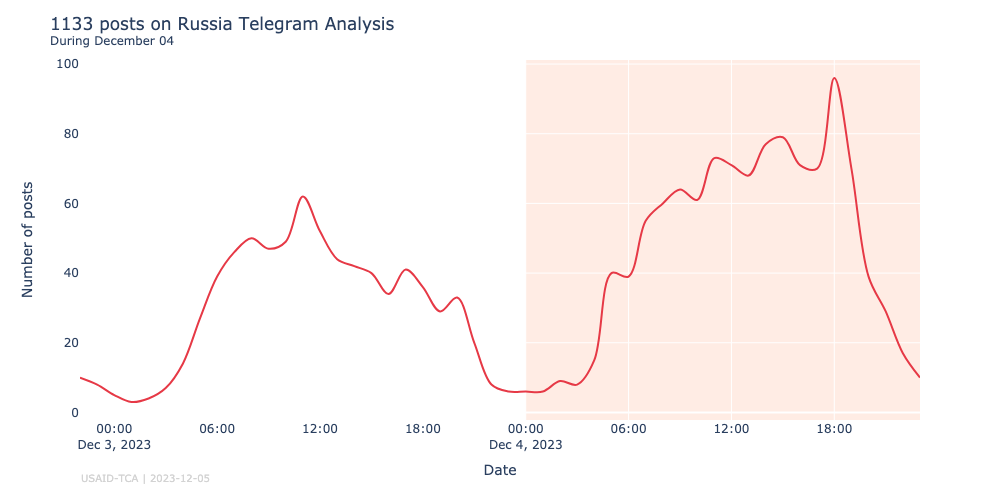 1133 posts on Russia Telegram Analysis
During December 04
100
80
60
40
20
0
Number of posts
00:00 06:00 12:00 18:00 00:00 06:00 12:00 18:00
Dec 3, 2023 Dec 4, 2023
Date
USAID-TCA | 2023-12-05